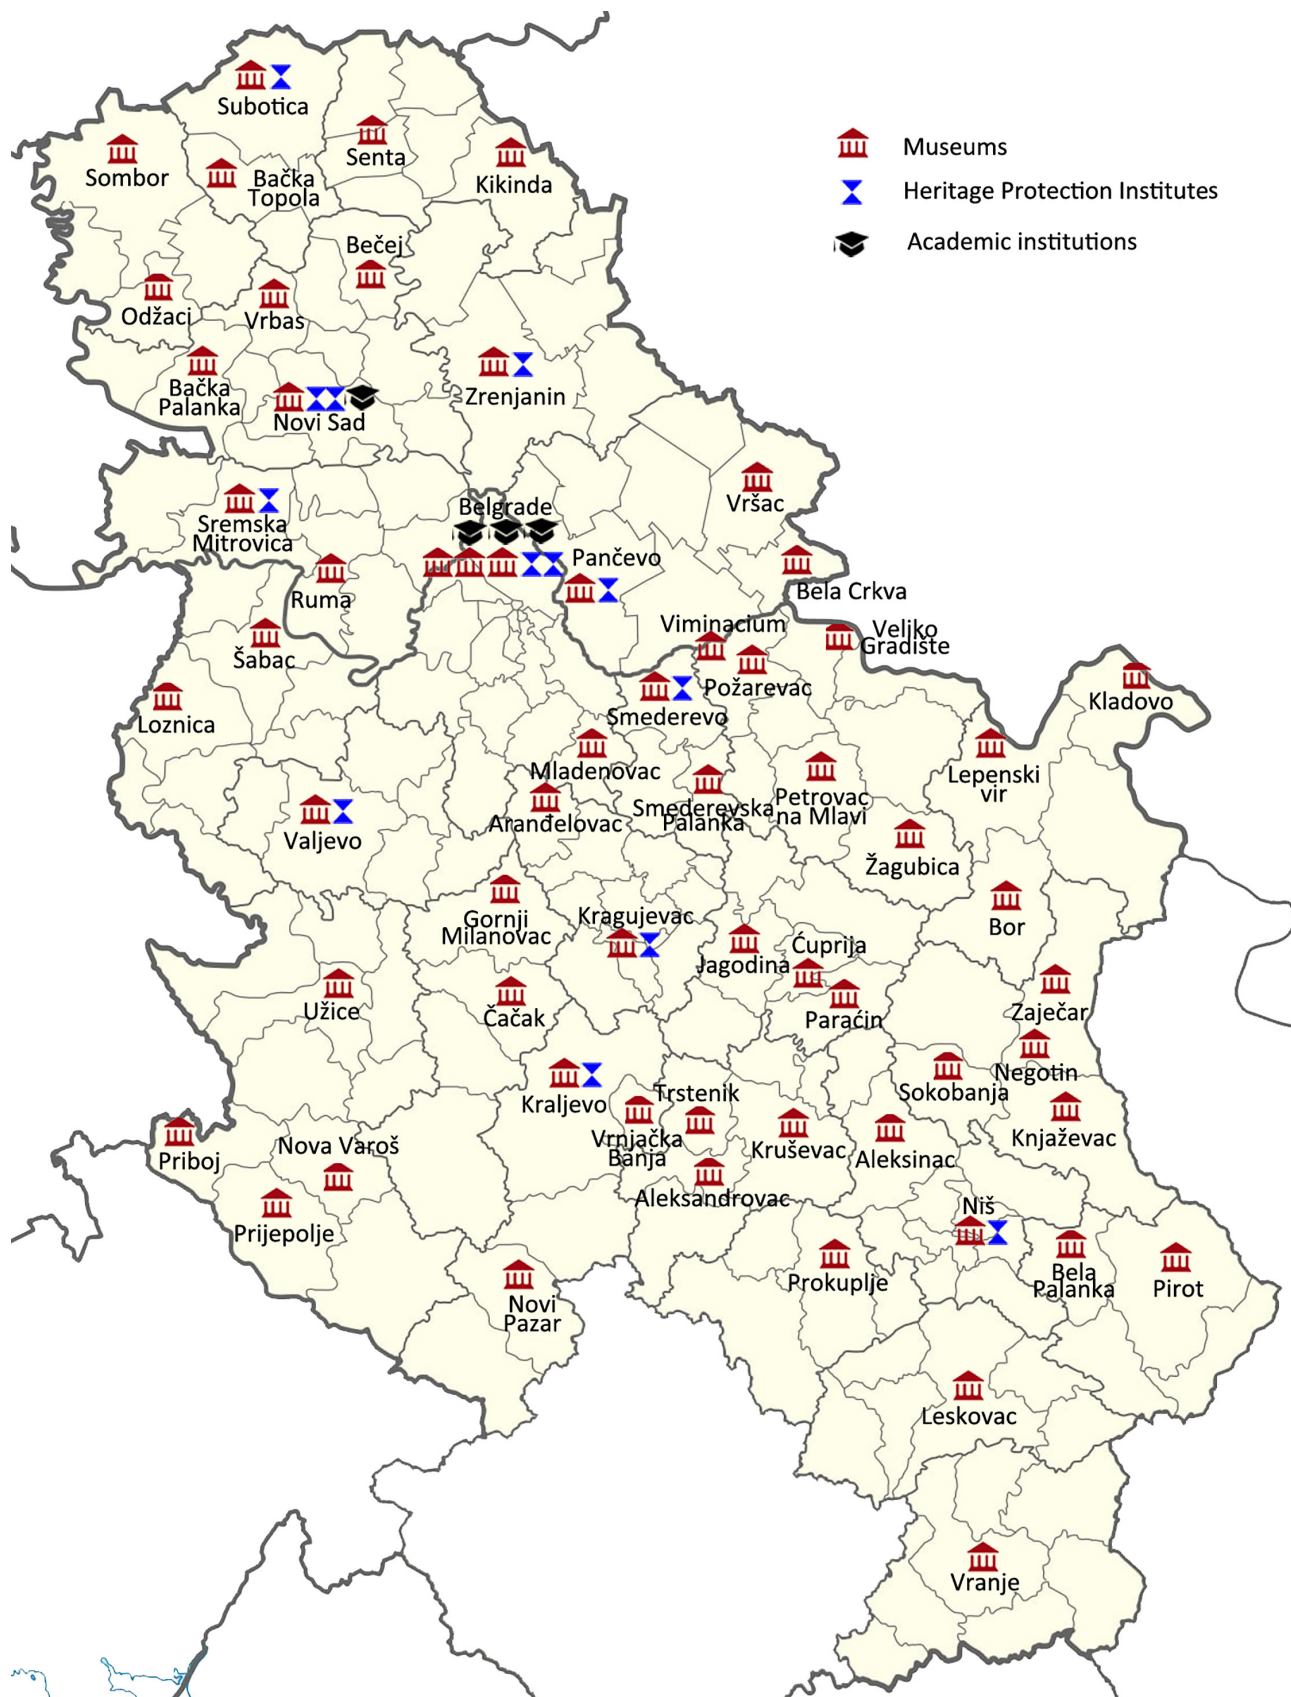 Subotica
Senta
Sombor
Bačka
Topola
Kikinda
Museums
Heritage Protection Institutes
Academic institutions
Bečej
Odžaci
Vrbas
Bačka
Palanka
Novi Sad
Zrenjanin
Vršac
Belgrade
Sremska
Mitrovica
Pančevo
Bela Crkva
Ruma
Viminacium
Veliko
Gradište
Šabac
Požarevac
Kladovo
Loznica
Smederevo
Mladenovac
Lepenski
vir
Petrovac
na Mlavi
Smederevska
Palanka
Aranđelovac
Valjevo
Žagubica
Gornji
Milanovac
Kragujevac
Bor
Jagodina
Ćuprija
Užice
Čačak
Paraćin
Zaječar
Negotin
Sokobanja
Kraljevo
Trstenik
Vrnjačka
Banja
Kruševac
Aleksinac
Knjaževac
Priboj
Nova Varoš
Aleksandrovac
Niš
Prijepolje
Prokuplje
Bela
Palanka
Pirot
Novi
Pazar
Leskovac
Vranje